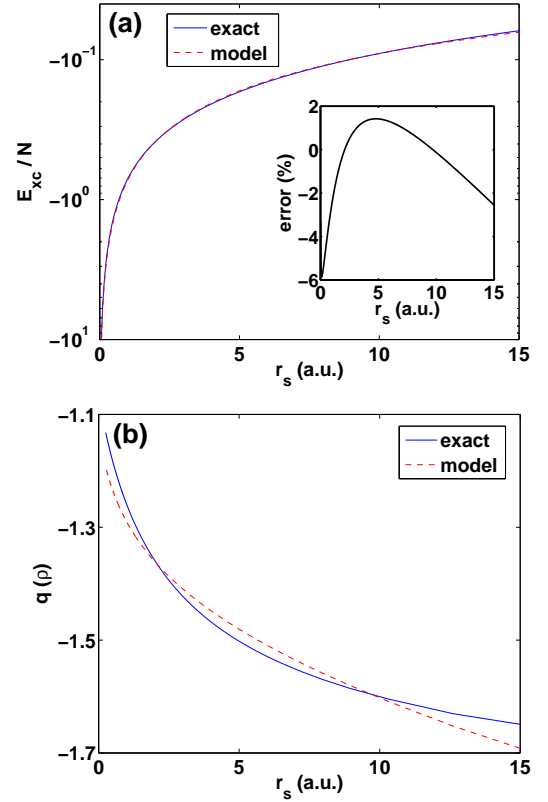 (a)
exact
model
-10^-1
-10^0
-10^1
E_xc / N
0
5
10
15
r_s (a.u.)
2
0
−2
−4
−6
error (%)
0
5
10
15
r_s (a.u.)
(b)
exact
model
−1.1
−1.3
−1.5
−1.7
q (ρ)
0
5
10
15
r_s (a.u.)